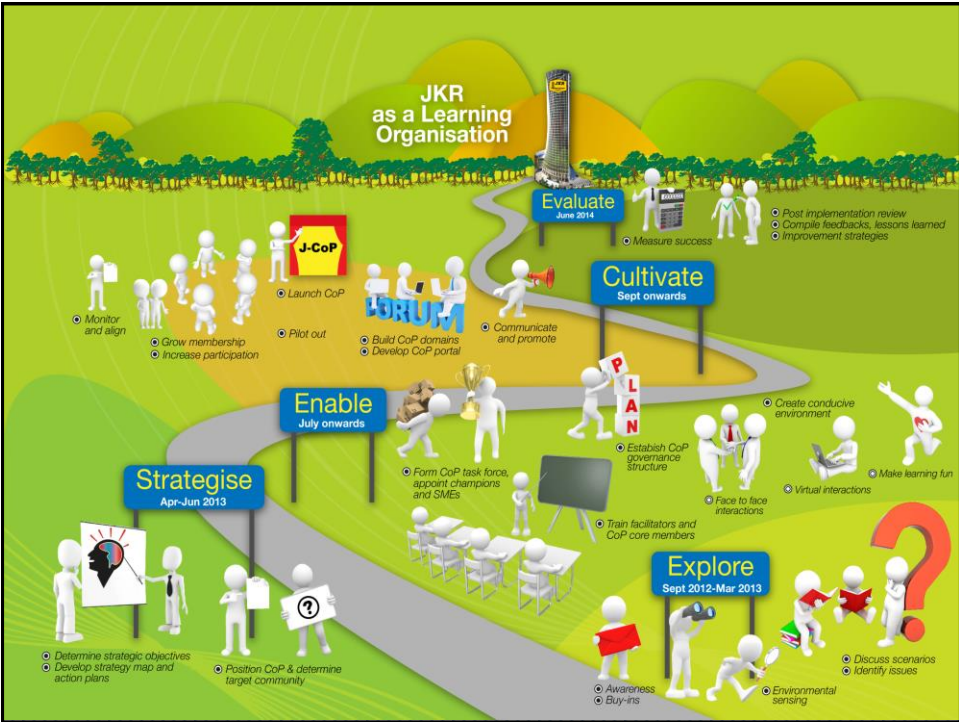 JKR
as a Learning
Organisation
JKR
Evaluate
June 2014
Measure success
Post implementation review
Compile feedbacks, lessons learned
Improvement strategies
Cultivate
Sept onwards
J-CoP
Launch CoP
Monitor
and align
Grow membership
Increase participation
Pilot out
FORUM
Build CoP domains
Develop CoP portal
Communicate
and promote
Enable
July onwards
Form CoP task force,
appoint champions
and SMEs
PLAN
Estabish CoP
governance
structure
Create conducive
environment
Face to face
interactions
Virtual interactions
Make learning fun
Train facilitators and
CoP core members
Strategise
Apr-Jun 2013
?
Determine strategic objectives
Develop strategy map and
action plans
Position CoP & determine
target community
Explore
Sept 2012-Mar 2013
?
Awareness
Buy-ins
Environmental
sensing
Discuss scenarios
Identify issues